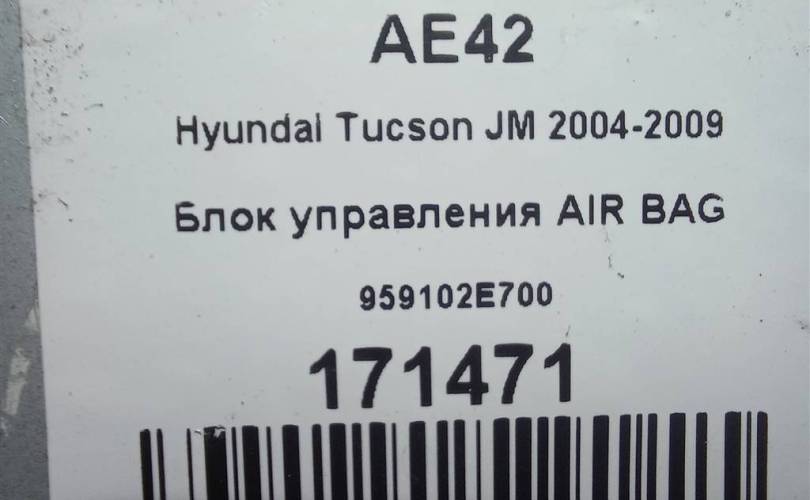 AE42
Hyundai Tucson JM 2004-2009
Блок управления AIR BAG
959102E700
171471